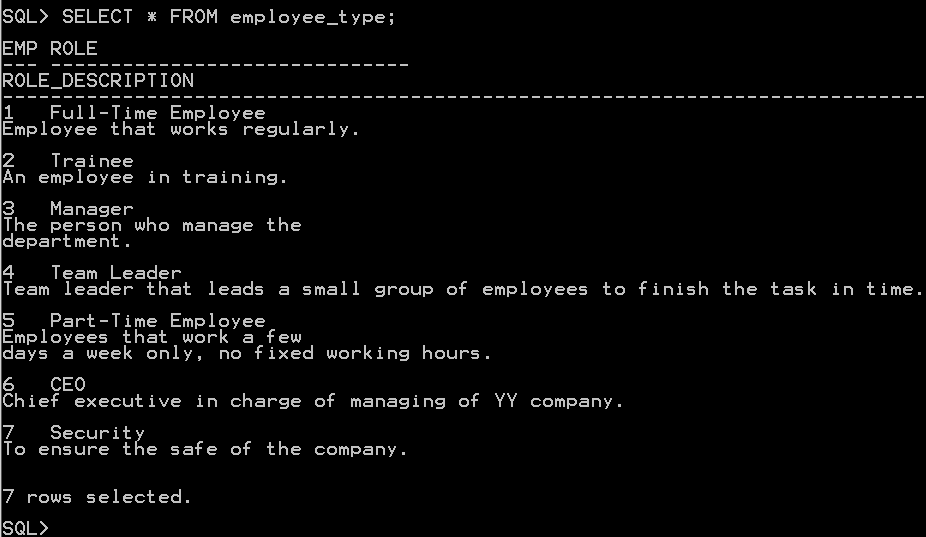 SQL> SELECT * FROM employee_type;
EMP ROLE
--- ------------------------------
ROLE_DESCRIPTION
--------------------------------------------------------------------------------
1   Full-Time Employee
Employee that works regularly.
2   Trainee
An employee in training.
3   Manager
The person who manage the
department.
4   Team Leader
Team leader that leads a small group of employees to finish the task in time.
5   Part-Time Employee
Employees that work a few
days a week only, no fixed working hours.
6   CEO
Chief executive in charge of managing of YY company.
7   Security
To ensure the safe of the company.
7 rows selected.
SQL>